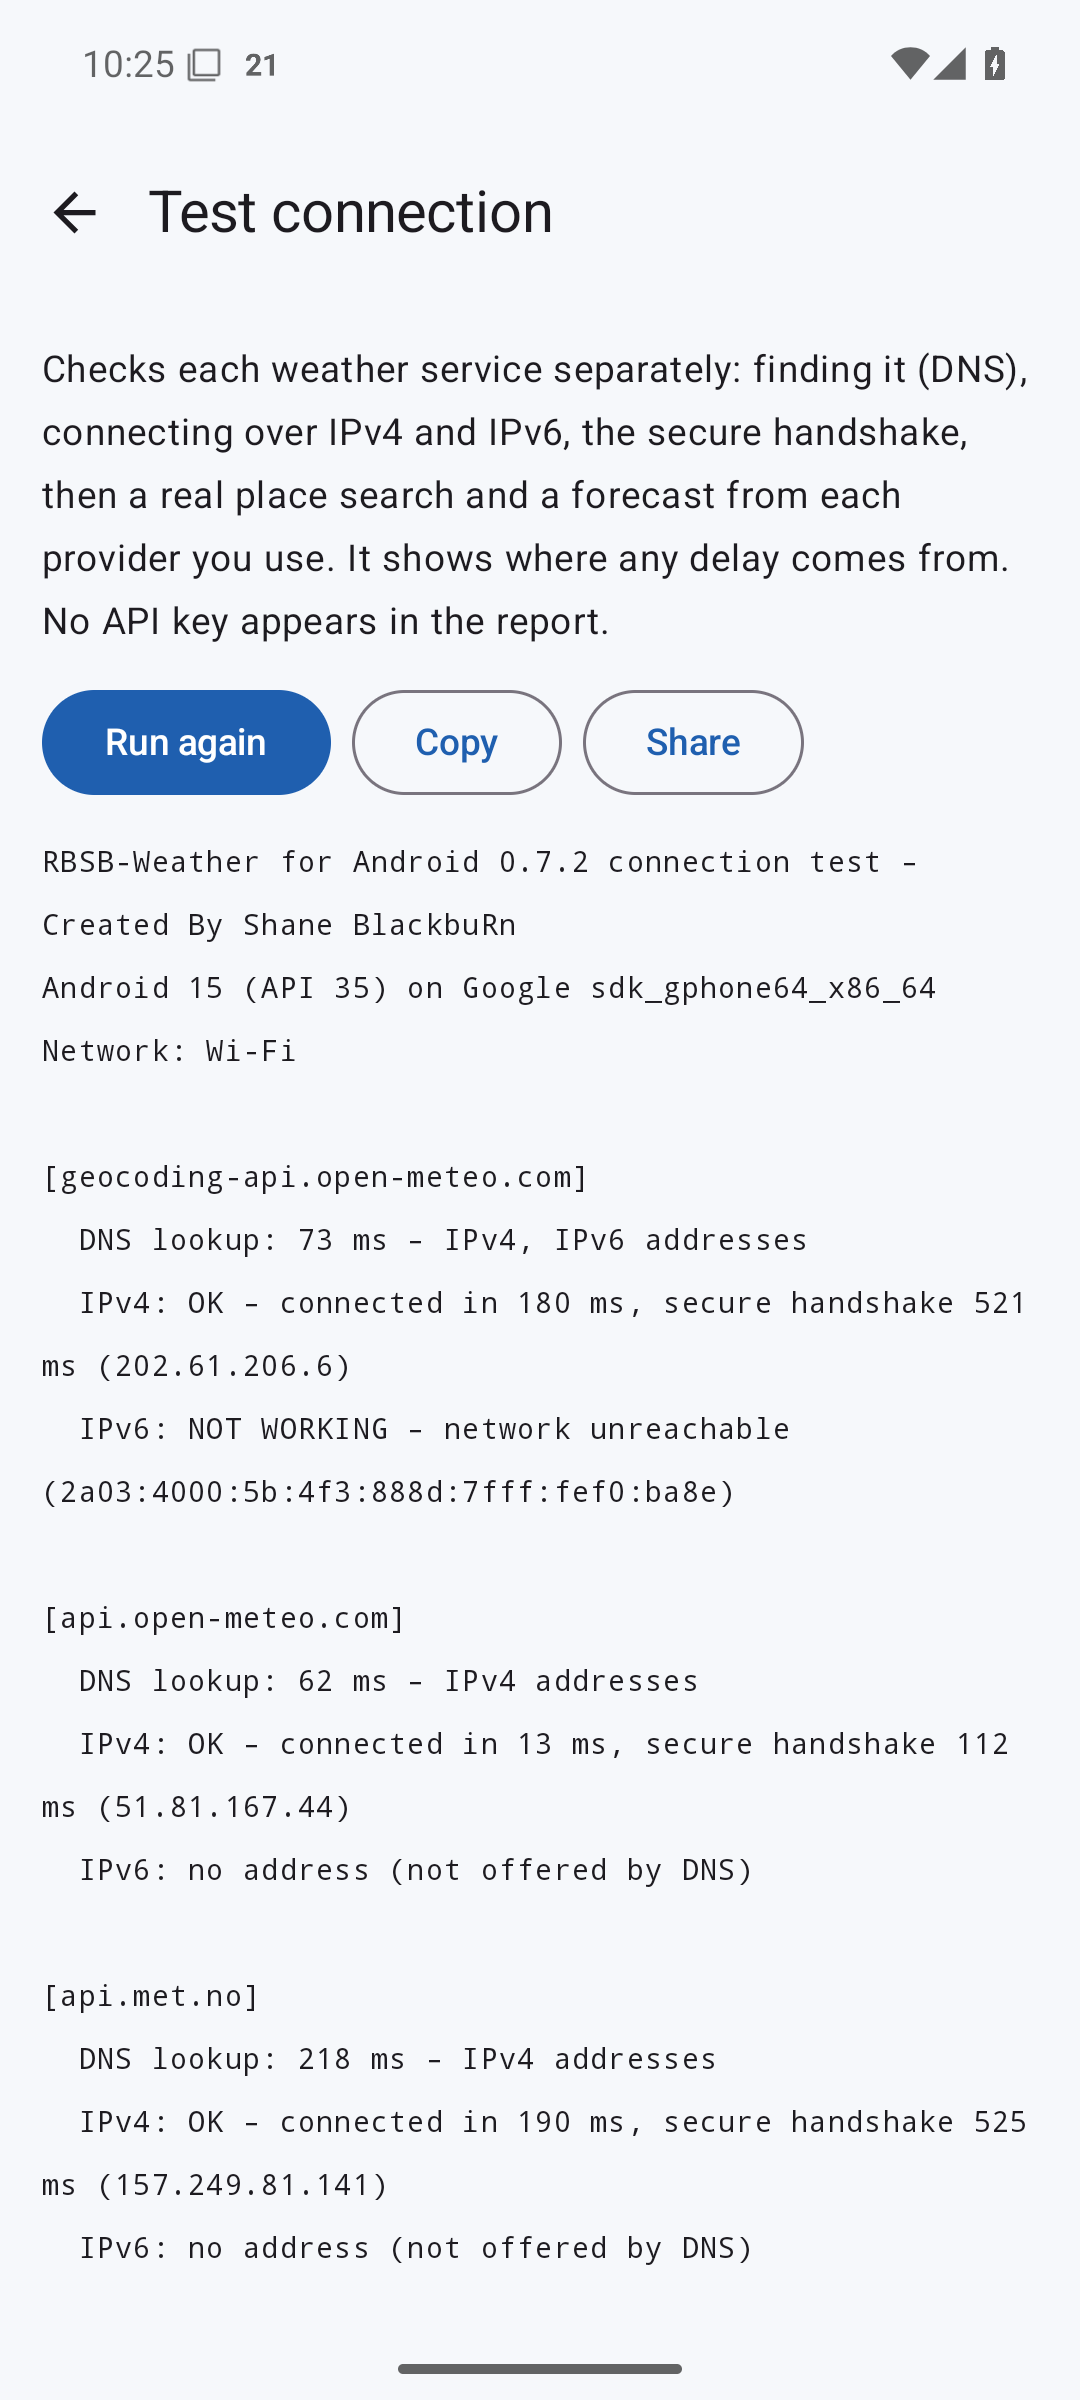 10:25 21
Test connection
Checks each weather service separately: finding it (DNS),
connecting over IPv4 and IPv6, the secure handshake,
then a real place search and a forecast from each
provider you use. It shows where any delay comes from.
No API key appears in the report.
Run again Copy Share
RBSB-Weather for Android 0.7.2 connection test –
Created By Shane BlackbuRn
Android 15 (API 35) on Google sdk_gphone64_x86_64
Network: Wi-Fi
[geocoding-api.open-meteo.com]
DNS lookup: 73 ms – IPv4, IPv6 addresses
IPv4: OK – connected in 180 ms, secure handshake 521
ms (202.61.206.6)
IPv6: NOT WORKING – network unreachable
(2a03:4000:5b:4f3:888d:7fff:fef0:ba8e)
[api.open-meteo.com]
DNS lookup: 62 ms – IPv4 addresses
IPv4: OK – connected in 13 ms, secure handshake 112
ms (51.81.167.44)
IPv6: no address (not offered by DNS)
[api.met.no]
DNS lookup: 218 ms – IPv4 addresses
IPv4: OK – connected in 190 ms, secure handshake 525
ms (157.249.81.141)
IPv6: no address (not offered by DNS)